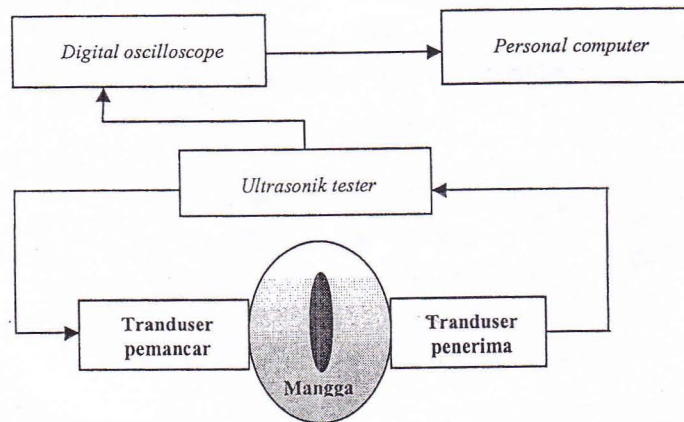 Digital oscilloscope
Personal computer
Ultrasonik tester
Tranduser
pemancar
Tranduser
penerima
Mangga